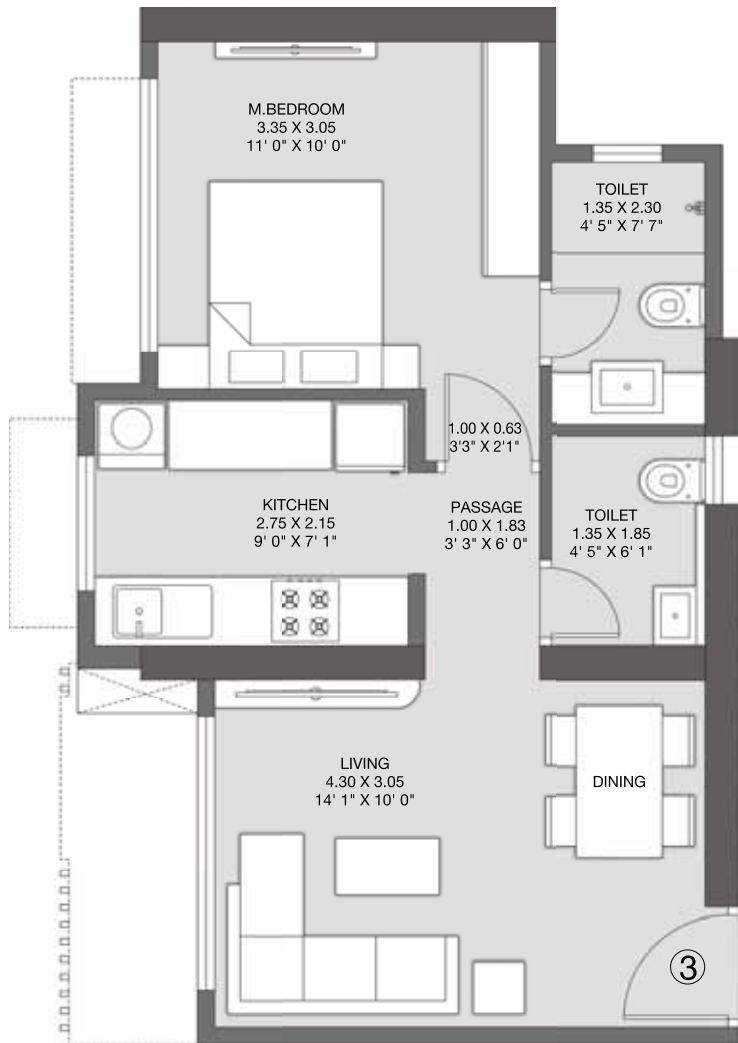 M.BEDROOM
3.35 X 3.05
11' 0" X 10' 0"
TOILET
1.35 X 2.30
4' 5" X 7' 7"
1.00 X 0.63
3'3" X 2'1"
KITCHEN
2.75 X 2.15
9' 0" X 7' 1"
PASSAGE
1.00 X 1.83
3' 3" X 6' 0"
TOILET
1.35 X 1.85
4' 5" X 6' 1"
LIVING
4.30 X 3.05
14' 1" X 10' 0"
DINING
3